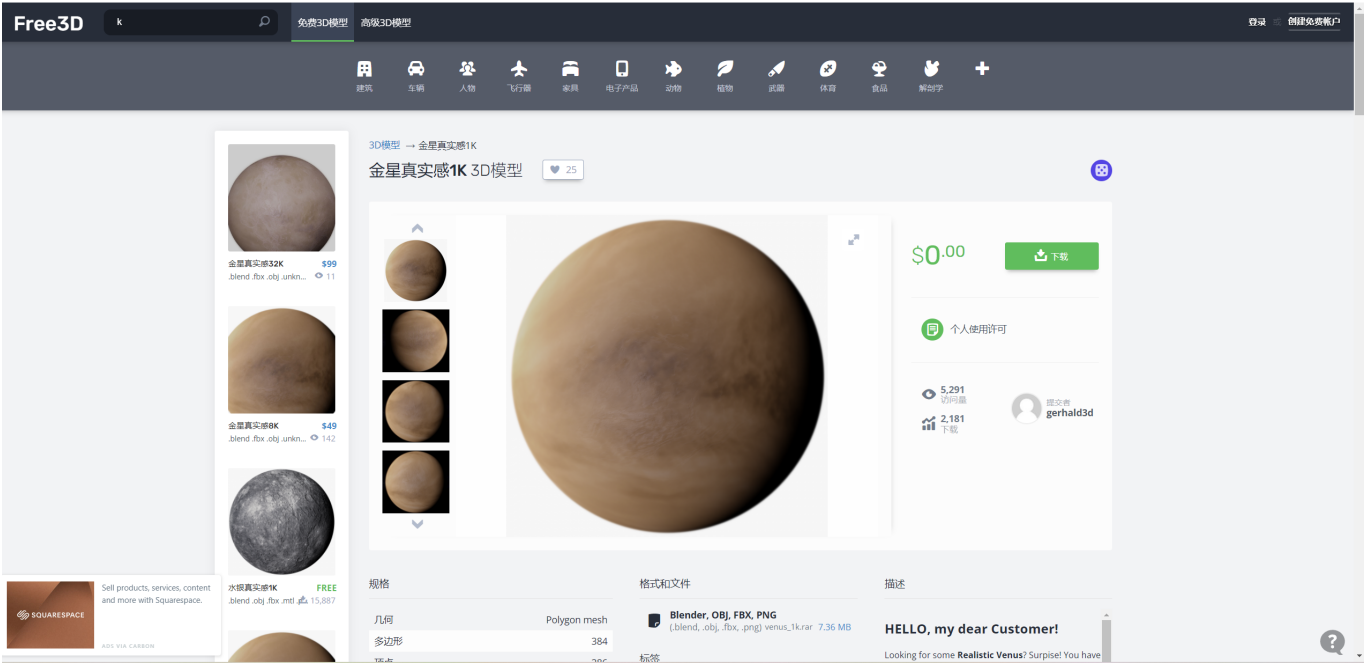 Free3D
k
免费3D模型
高级3D模型
登录 或 创建免费帐户
建筑
车辆
人物
飞行器
家具
电子产品
动物
植物
武器
体育
食品
解剖学
金星真实感32K $99
.blend .fbx .obj .unkn... 11
金星真实感8K $49
.blend .fbx .obj .unkn... 142
水银真实感1K FREE
.blend .obj .fbx .mtl 15,887
SQUARESPACE
Sell products, services, content
and more with Squarespace.
ADS VIA CARBON
3D模型 → 金星真实感1K
金星真实感1K 3D模型
25
$0.00
下载
个人使用许可
5,291
访问量
2,181
下载
提交者
gerhald3d
规格
几何 Polygon mesh
多边形 384
顶点 386
格式和文件
Blender, OBJ, FBX, PNG
(.blend, .obj, .fbx, .png) venus_1k.rar 7.36 MB
标签
描述
HELLO, my dear Customer!
Looking for some Realistic Venus? Surpise! You have
?